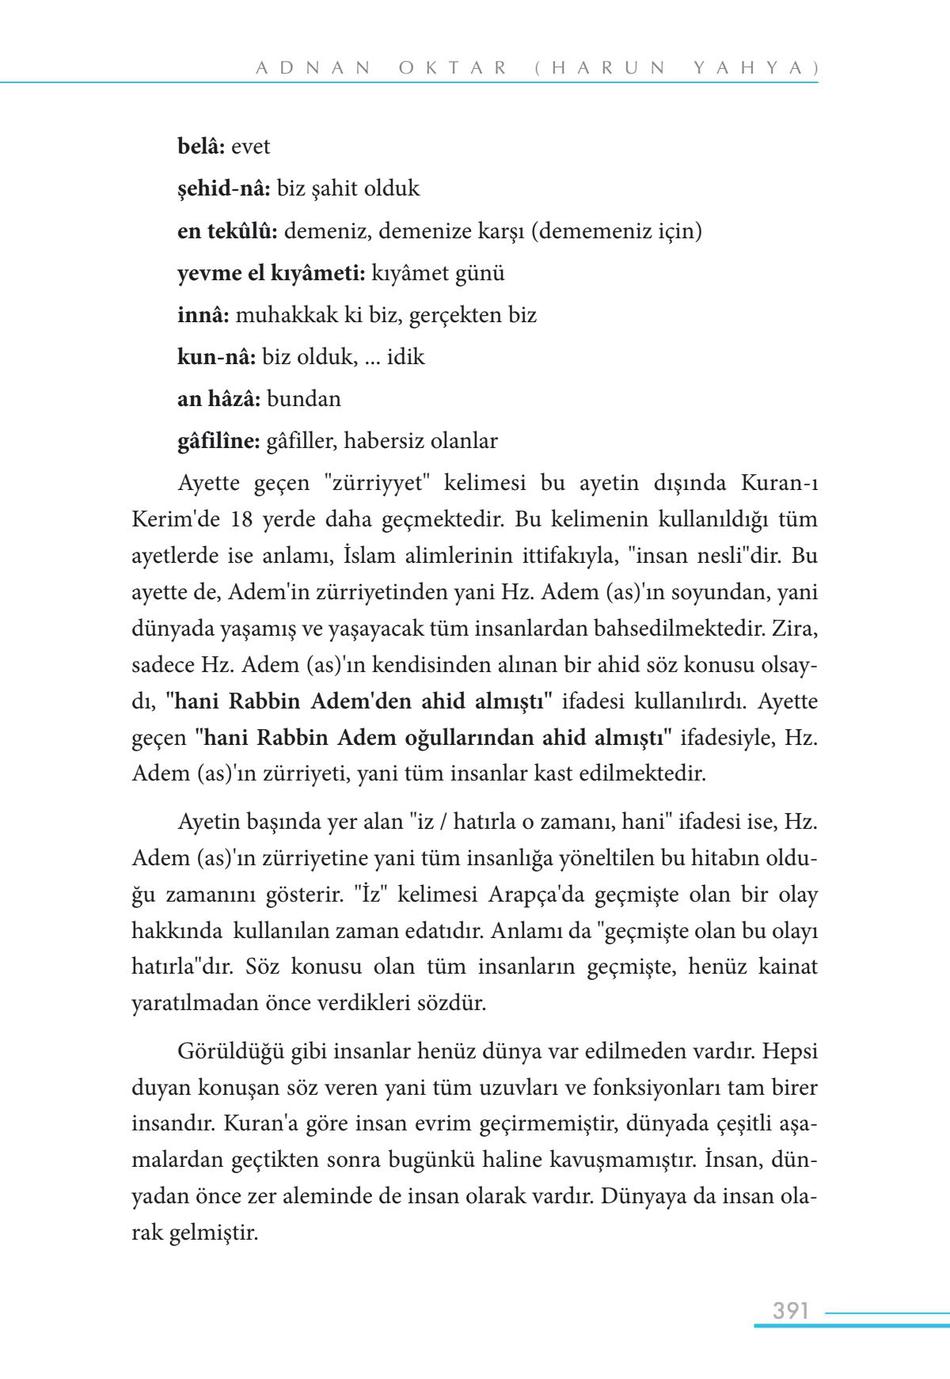 ADNAN OKTAR (HARUN YAHYA)
belâ: evet
şehid-nâ: biz şahit olduk
en tekûlû: demeniz, demenize karşı (dememeniz için)
yevme el kıyâmeti: kıyâmet günü
innâ: muhakkak ki biz, gerçekten biz
kun-nâ: biz olduk, ... idik
an hâzâ: bundan
gâfilîne: gâfiller, habersiz olanlar
Ayette geçen "zürriyyet" kelimesi bu ayetin dışında Kuran-ı
Kerim'de 18 yerde daha geçmektedir. Bu kelimenin kullanıldığı tüm
ayetlerde ise anlamı, İslam alimlerinin ittifakıyla, "insan nesli"dir. Bu
ayette de, Adem'in zürriyetinden yani Hz. Adem (as)'ın soyundan, yani
dünyada yaşamış ve yaşayacak tüm insanlardan bahsedilmektedir. Zira,
sadece Hz. Adem (as)'ın kendisinden alınan bir ahid söz konusu olsay-
dı, "hani Rabbin Adem'den ahid almıştı" ifadesi kullanılırdı. Ayette
geçen "hani Rabbin Adem oğullarından ahid almıştı" ifadesiyle, Hz.
Adem (as)'ın zürriyeti, yani tüm insanlar kast edilmektedir.
Ayetin başında yer alan "iz / hatırla o zamanı, hani" ifadesi ise, Hz.
Adem (as)'ın zürriyetine yani tüm insanlığa yöneltilen bu hitabın oldu-
ğu zamanını gösterir. "İz" kelimesi Arapça'da geçmişte olan bir olay
hakkında kullanılan zaman edatıdır. Anlamı da "geçmişte olan bu olayı
hatırla"dır. Söz konusu olan tüm insanların geçmişte, henüz kainat
yaratılmadan önce verdikleri sözdür.
Görüldüğü gibi insanlar henüz dünya var edilmeden vardır. Hepsi
duyan konuşan söz veren yani tüm uzuvları ve fonksiyonları tam birer
insandır. Kuran'a göre insan evrim geçirmemiştir, dünyada çeşitli aşa-
malardan geçtikten sonra bugünkü haline kavuşmamıştır. İnsan, dün-
yadan önce zer aleminde de insan olarak vardır. Dünyaya da insan ola-
rak gelmiştir.
391